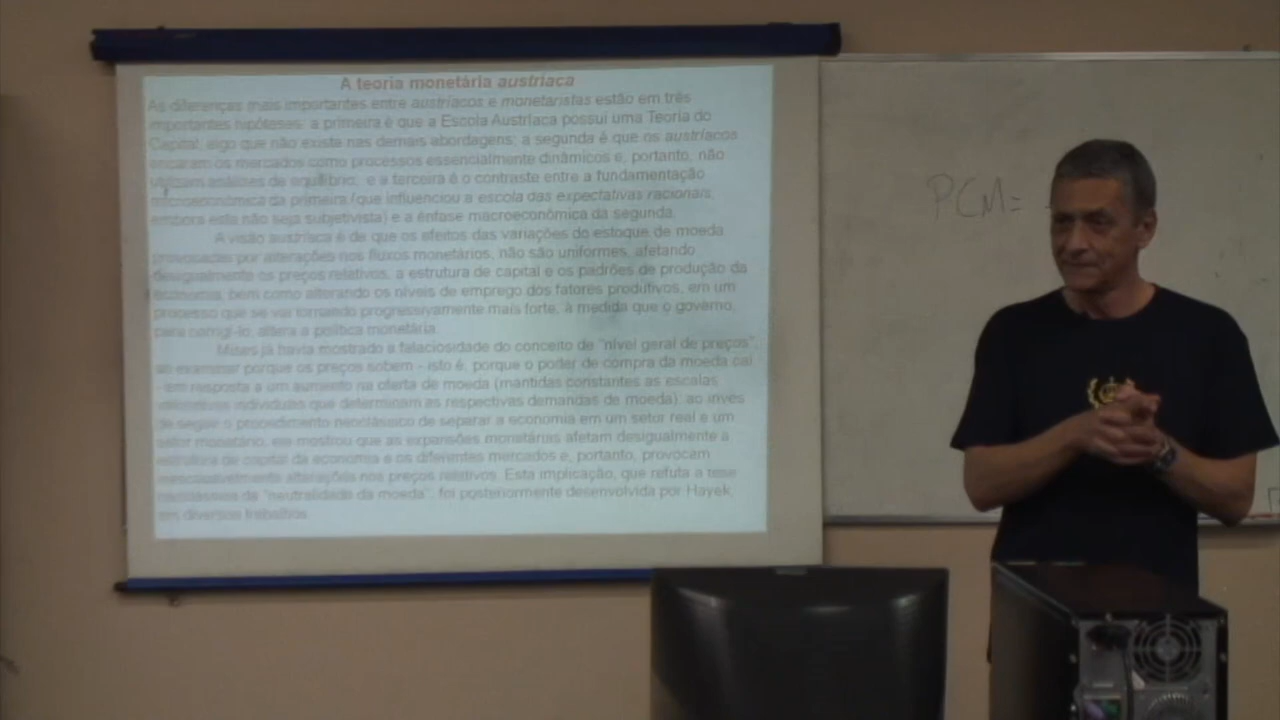 A teoria monetária austríaca
As diferenças mais importantes entre austríacos e monetaristas estão em três
importantes hipóteses: a primeira é que a Escola Austríaca possui uma Teoria do
Capital, algo que não exista nas demais abordagens; a segunda é que os austríacos
encaram os mercados como processos essencialmente dinâmicos e, portanto, não
utilizam análises de equilíbrio; e a terceira é o contraste entre a fundamentação
microeconômica da primeira (que influenciou a escola das expectativas racionais,
embora esta não seja subjetivista) e a ênfase macroeconômica da segunda.
A visão austríaca é de que os efeitos das variações do estoque de moeda,
provocadas por alterações nos fluxos monetários, não são uniformes, afetando
desigualmente os preços relativos, a estrutura de capital e os padrões de produção da
economia, bem como alterando os níveis de emprego dos fatores produtivos, em um
processo que se vai tornando progressivamente mais forte, à medida que o governo,
para corrigi-lo, altera a política monetária.
Mises já havia mostrado a falaciosidade do conceito de "nível geral de preços",
ao examinar porque os preços sobem - isto é, porque o poder de compra da moeda cai
- em resposta a um aumento na oferta de moeda (mantidas constantes as escalas
individuais que determinam as respectivas demandas de moeda): ao invés
de seguir o procedimento neoclássico de separar a economia em um setor real e um
setor monetário, ele mostrou que as expansões monetárias afetam desigualmente a
estrutura de capital da economia e os diferentes mercados e, portanto, provocam
alterações nos preços relativos. Esta implicação, que refuta a tese
neoclássica de "neutralidade da moeda", foi posteriormente desenvolvida por Hayek,
em diversos trabalhos.
PCM=